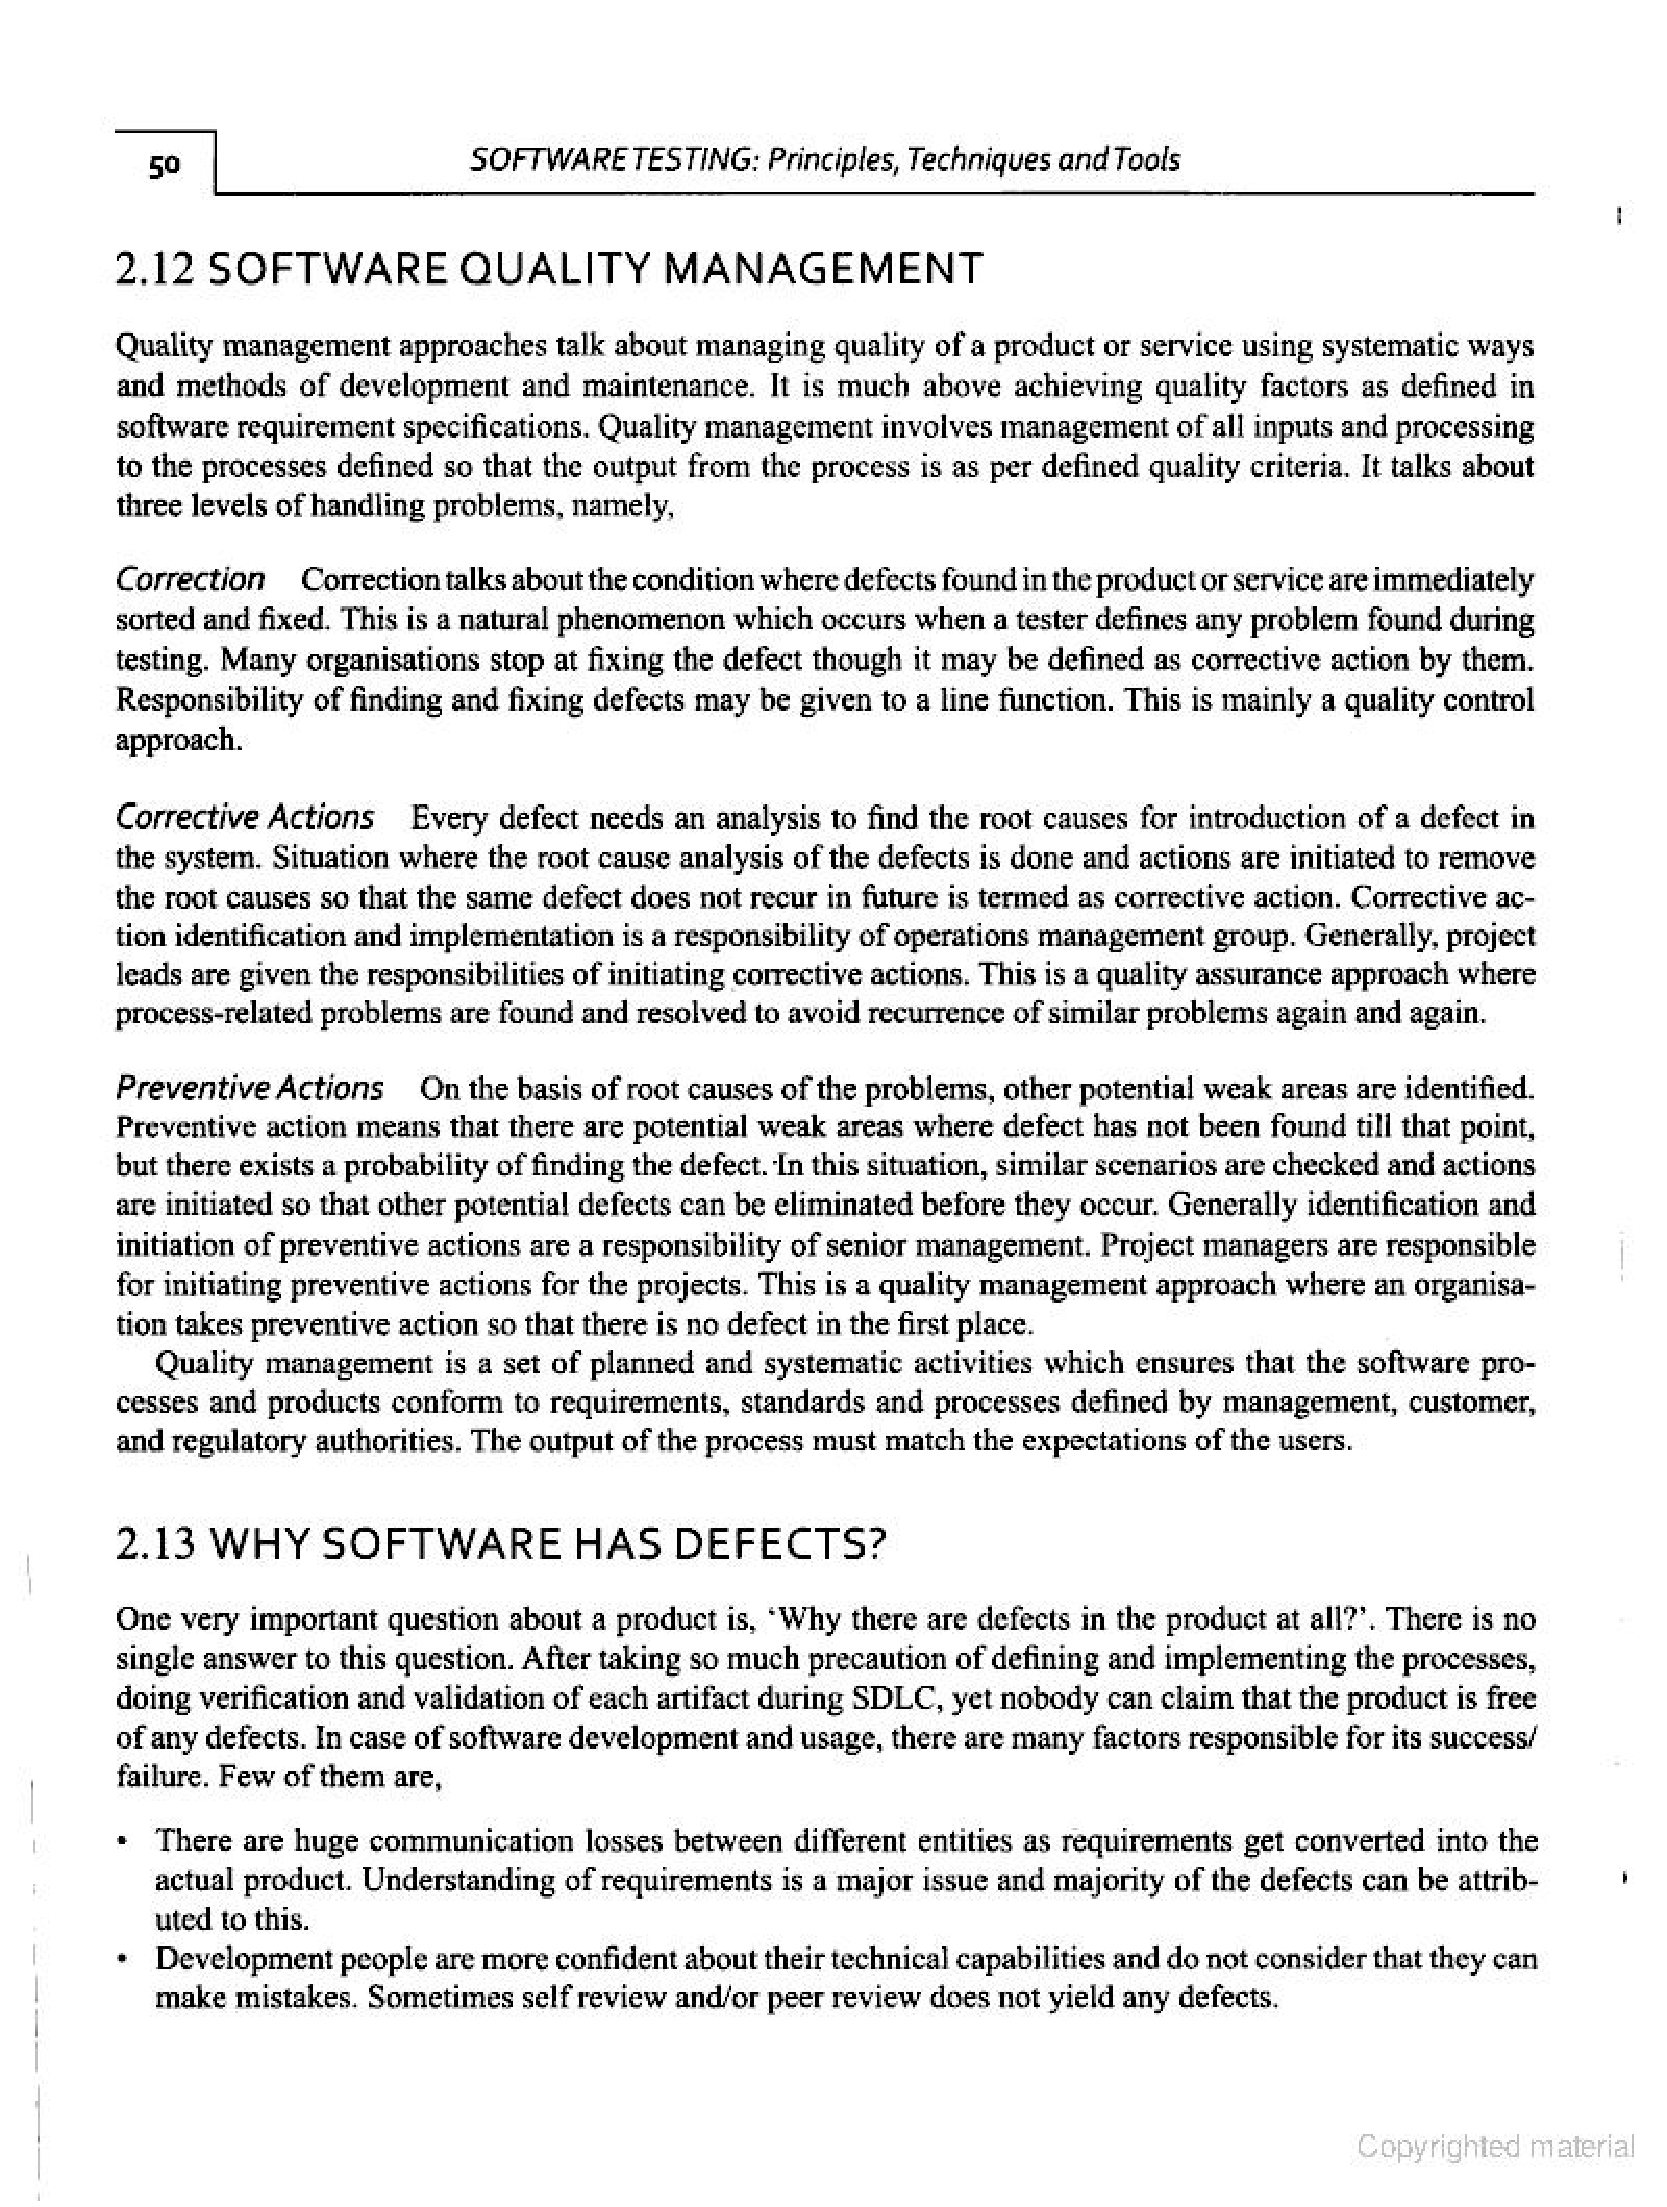 50
SOFTWARE TESTING: Principles, Techniques and Tools
2.12 SOFTWARE QUALITY MANAGEMENT
Quality management approaches talk about managing quality of a product or service using systematic ways
and methods of development and maintenance. It is much above achieving quality factors as defined in
software requirement specifications. Quality management involves management of all inputs and processing
to the processes defined so that the output from the process is as per defined quality criteria. It talks about
three levels of handling problems, namely,
Correction Correction talks about the condition where defects found in the product or service are immediately
sorted and fixed. This is a natural phenomenon which occurs when a tester defines any problem found during
testing. Many organisations stop at fixing the defect though it may be defined as corrective action by them.
Responsibility of finding and fixing defects may be given to a line function. This is mainly a quality control
approach.
Corrective Actions Every defect needs an analysis to find the root causes for introduction of a defect in
the system. Situation where the root cause analysis of the defects is done and actions are initiated to remove
the root causes so that the same defect does not recur in future is termed as corrective action. Corrective ac-
tion identification and implementation is a responsibility of operations management group. Generally, project
leads are given the responsibilities of initiating corrective actions. This is a quality assurance approach where
process-related problems are found and resolved to avoid recurrence of similar problems again and again.
Preventive Actions On the basis of root causes of the problems, other potential weak areas are identified.
Preventive action means that there are potential weak areas where defect has not been found till that point,
but there exists a probability of finding the defect. In this situation, similar scenarios are checked and actions
are initiated so that other potential defects can be eliminated before they occur. Generally identification and
initiation of preventive actions are a responsibility of senior management. Project managers are responsible
for initiating preventive actions for the projects. This is a quality management approach where an organisa-
tion takes preventive action so that there is no defect in the first place.
Quality management is a set of planned and systematic activities which ensures that the software pro-
cesses and products conform to requirements, standards and processes defined by management, customer,
and regulatory authorities. The output of the process must match the expectations of the users.
2.13 WHY SOFTWARE HAS DEFECTS?
One very important question about a product is, ‘Why there are defects in the product at all?’. There is no
single answer to this question. After taking so much precaution of defining and implementing the processes,
doing verification and validation of each artifact during SDLC, yet nobody can claim that the product is free
of any defects. In case of software development and usage, there are many factors responsible for its success/
failure. Few of them are,
• There are huge communication losses between different entities as requirements get converted into the
actual product. Understanding of requirements is a major issue and majority of the defects can be attrib-
uted to this.
• Development people are more confident about their technical capabilities and do not consider that they can
make mistakes. Sometimes self review and/or peer review does not yield any defects.
Copyrighted material